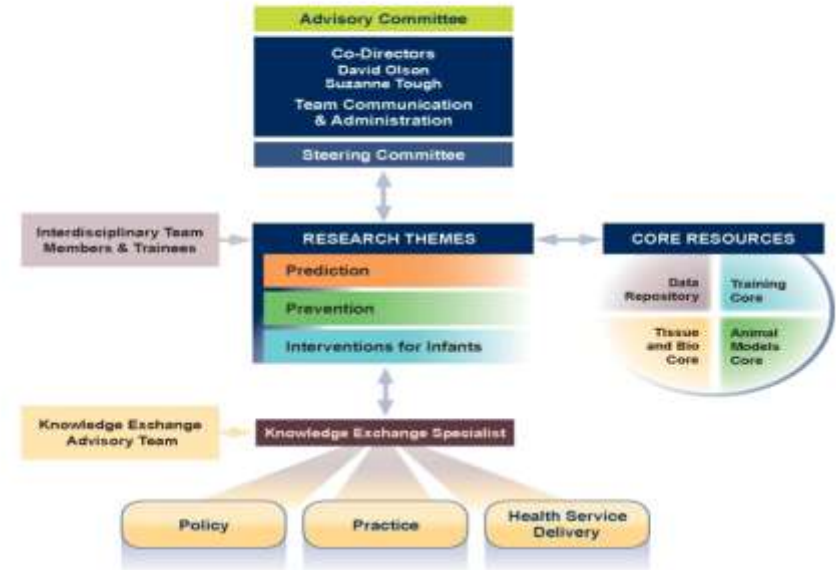 Advisory Committee
Co-Directors
David Olson
Suzanne Tough
Team Communication
& Administration
Steering Committee
Interdisciplinary Team
Members & Trainees
RESEARCH THEMES
Prediction
Prevention
Interventions for Infants
CORE RESOURCES
Data
Repository
Training
Core
Tissue
and Bio
Core
Animal
Models
Core
Knowledge Exchange
Advisory Team
Knowledge Exchange Specialist
Policy
Practice
Health Service
Delivery